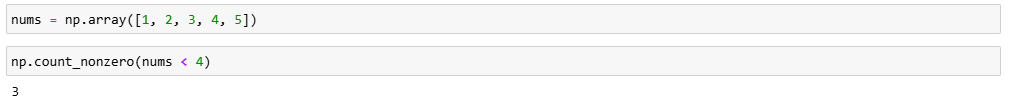 nums = np.array([1, 2, 3, 4, 5])
np.count_nonzero(nums < 4)
3